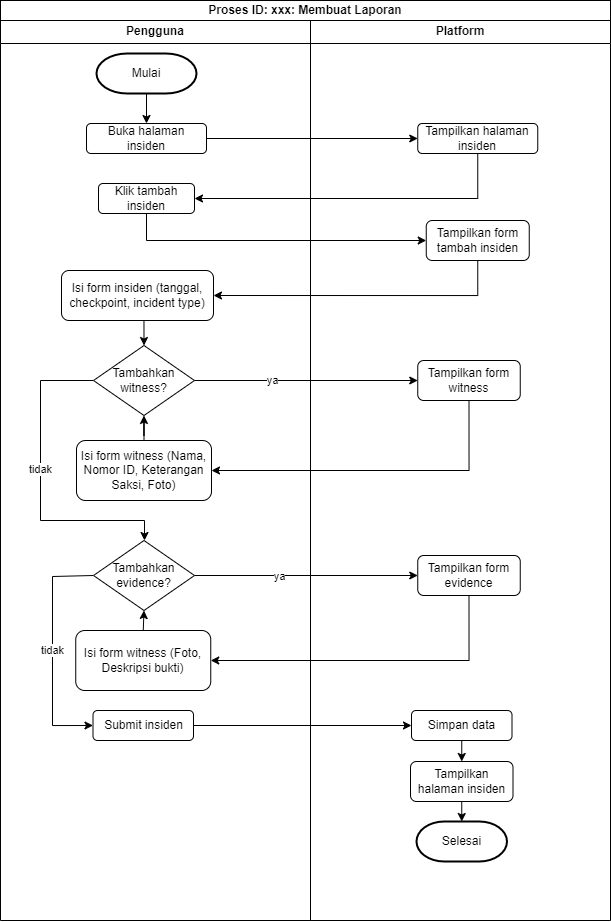 Proses ID: xxx: Membuat Laporan
Pengguna
Platform
Mulai
Buka halaman
insiden
Tampilkan halaman
insiden
Klik tambah
insiden
Tampilkan form
tambah insiden
Isi form insiden (tanggal,
checkpoint, incident type)
Tambahkan
witness?
ya
Tampilkan form
witness
Isi form witness (Nama,
Nomor ID, Keterangan
Saksi, Foto)
tidak
Tambahkan
evidence?
ya
Tampilkan form
evidence
Isi form witness (Foto,
Deskripsi bukti)
tidak
Submit insiden
Simpan data
Tampilkan
halaman insiden
Selesai